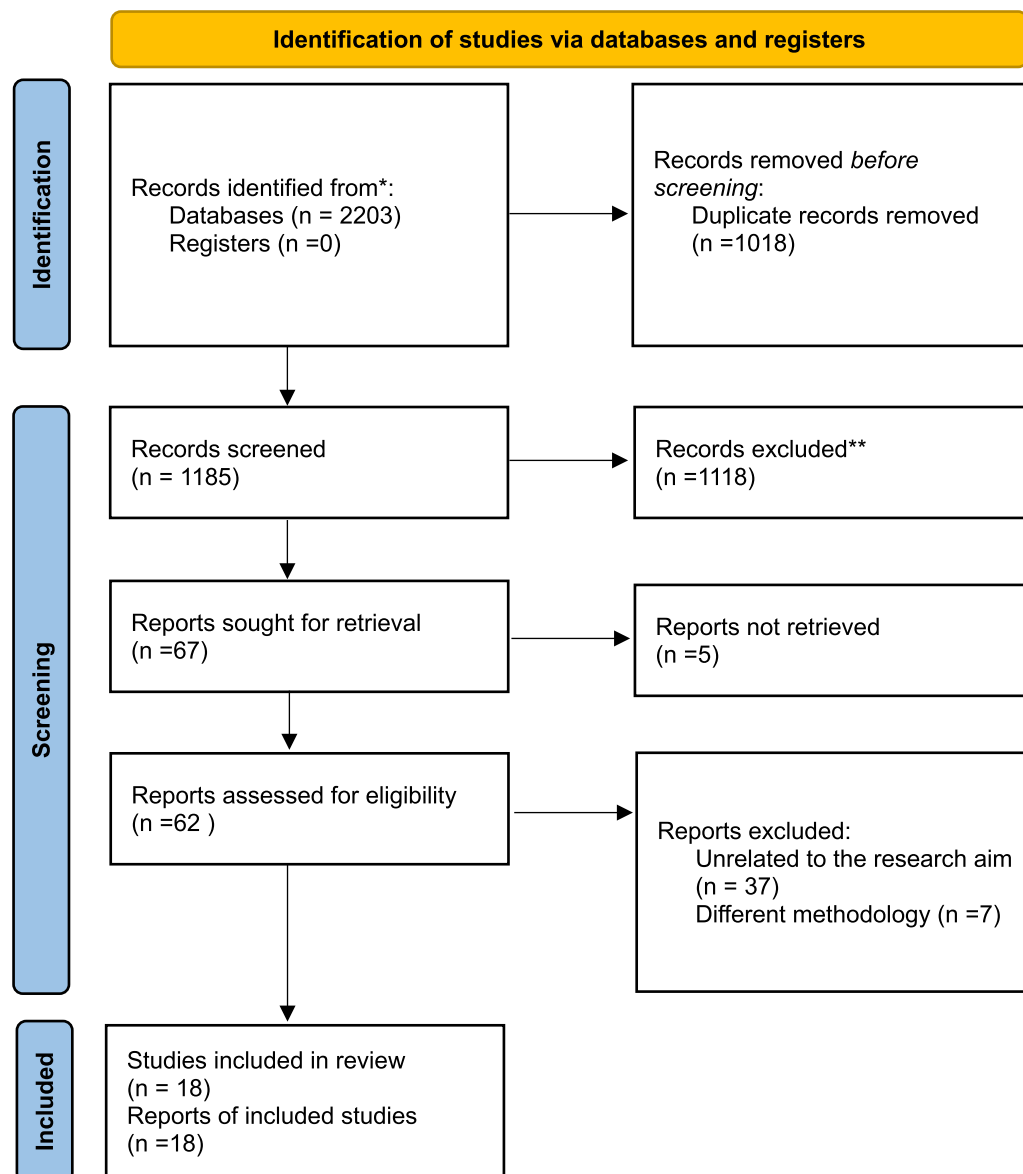 Identification of studies via databases and registers
Identification
Records identified from*:
Databases (n = 2203)
Registers (n =0)
Records removed before
screening:
Duplicate records removed
(n =1018)
Screening
Records screened
(n = 1185)
Records excluded**
(n =1118)
Reports sought for retrieval
(n =67)
Reports not retrieved
(n =5)
Reports assessed for eligibility
(n =62 )
Reports excluded:
Unrelated to the research aim
(n = 37)
Different methodology (n =7)
Included
Studies included in review
(n = 18)
Reports of included studies
(n =18)